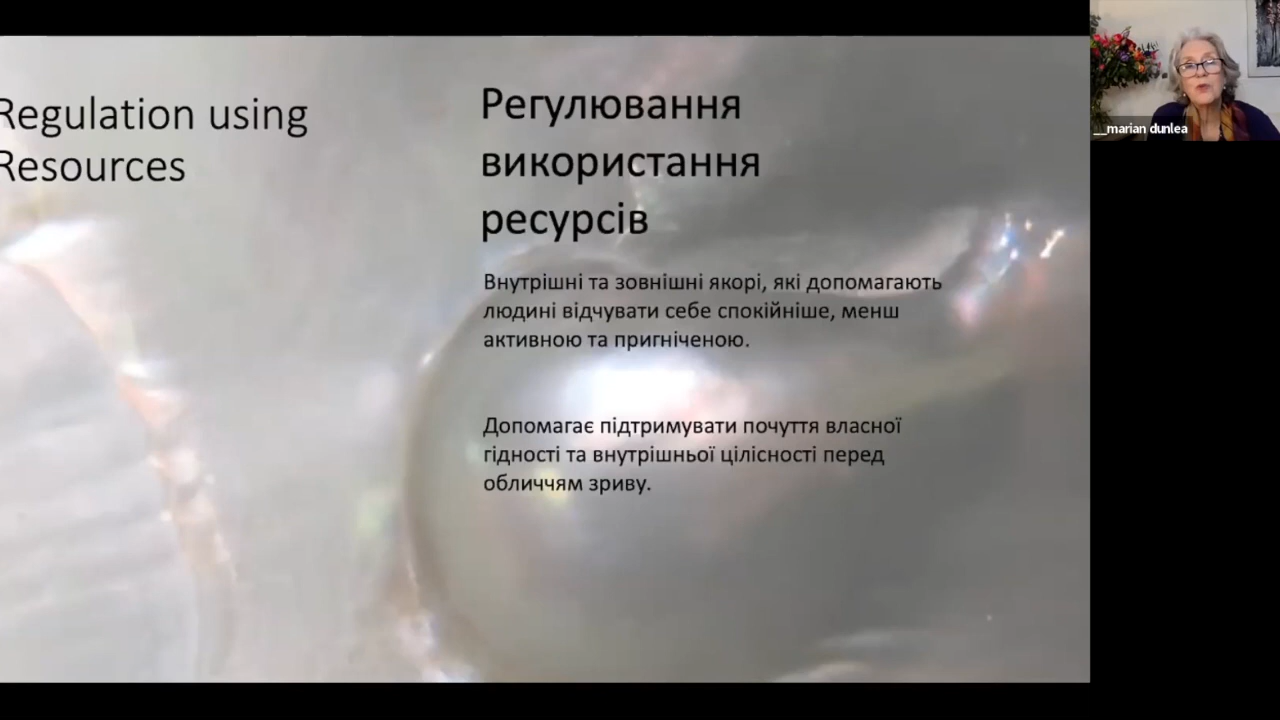 Regulation using
Resources
Регулювання
використання
ресурсів
Внутрішні та зовнішні якорі, які допомагають
людині відчувати себе спокійніше, менш
активною та пригніченою.
Допомагає підтримувати почуття власної
гідності та внутрішньої цілісності перед
обличчям зриву.
__marian dunlea